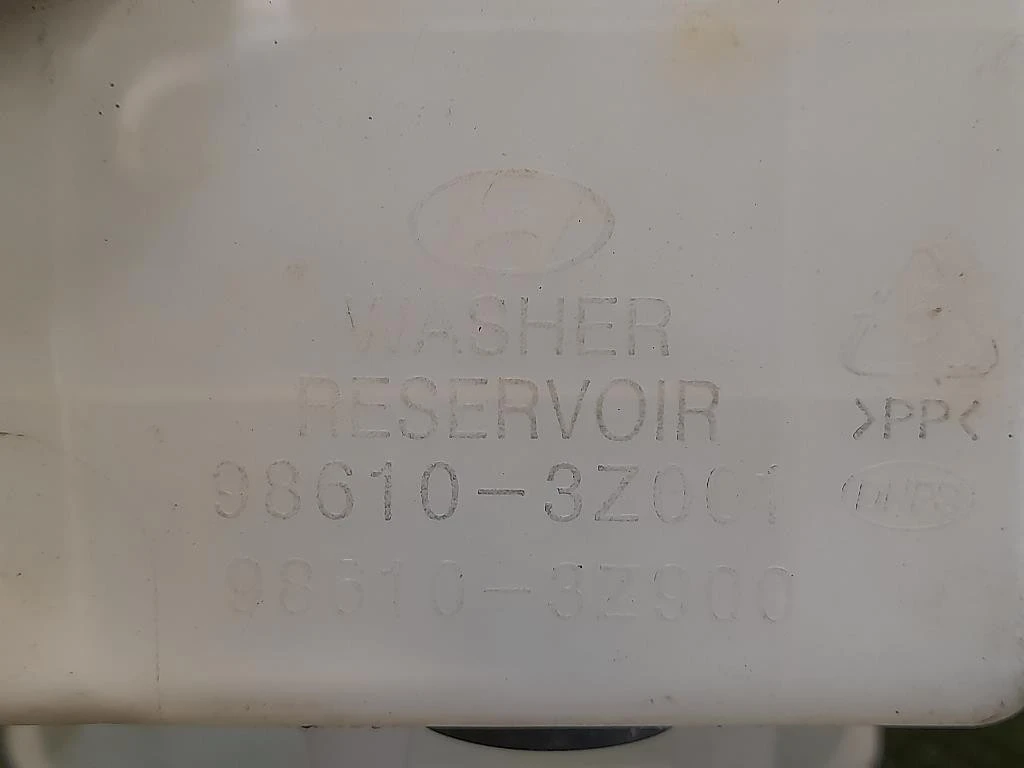 WASHER
RESERVOIR
98610-3Z001
98610-3Z900
>PP<